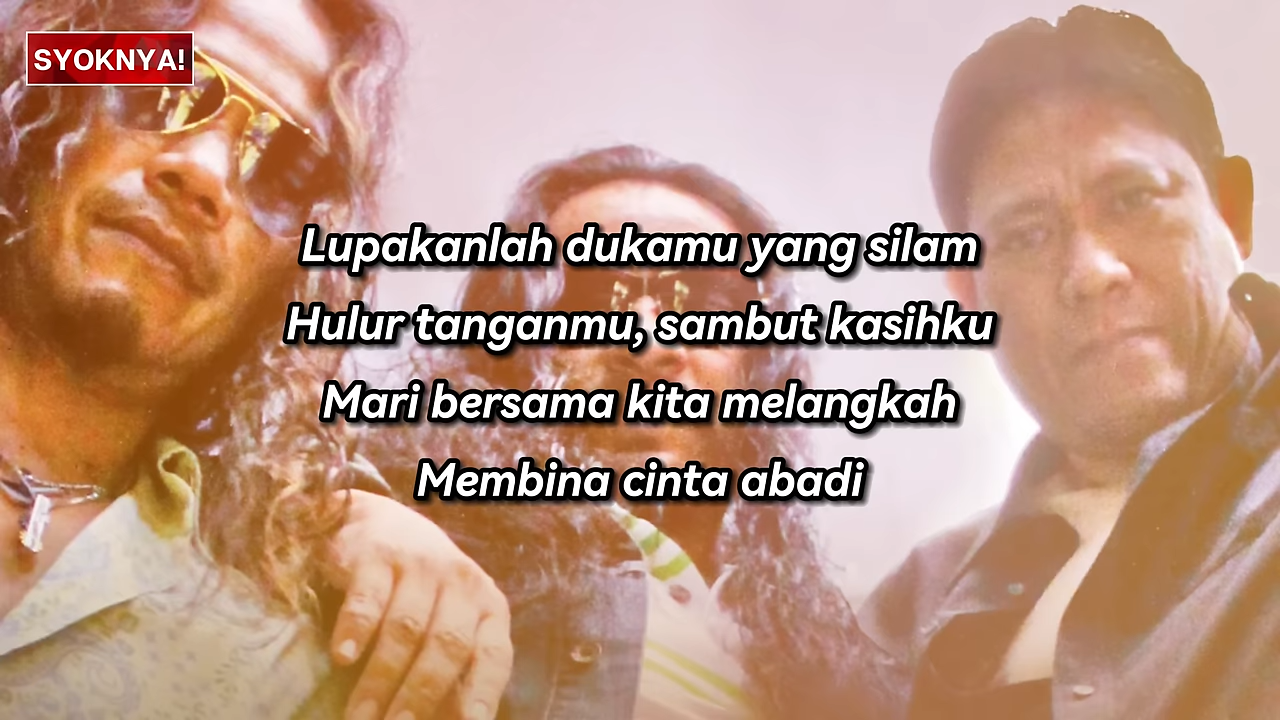 SYOKNYA!
Lupakanlah dukamu yang silam
Hulur tanganmu, sambut kasihku
Mari bersama kita melangkah
Membina cinta abadi